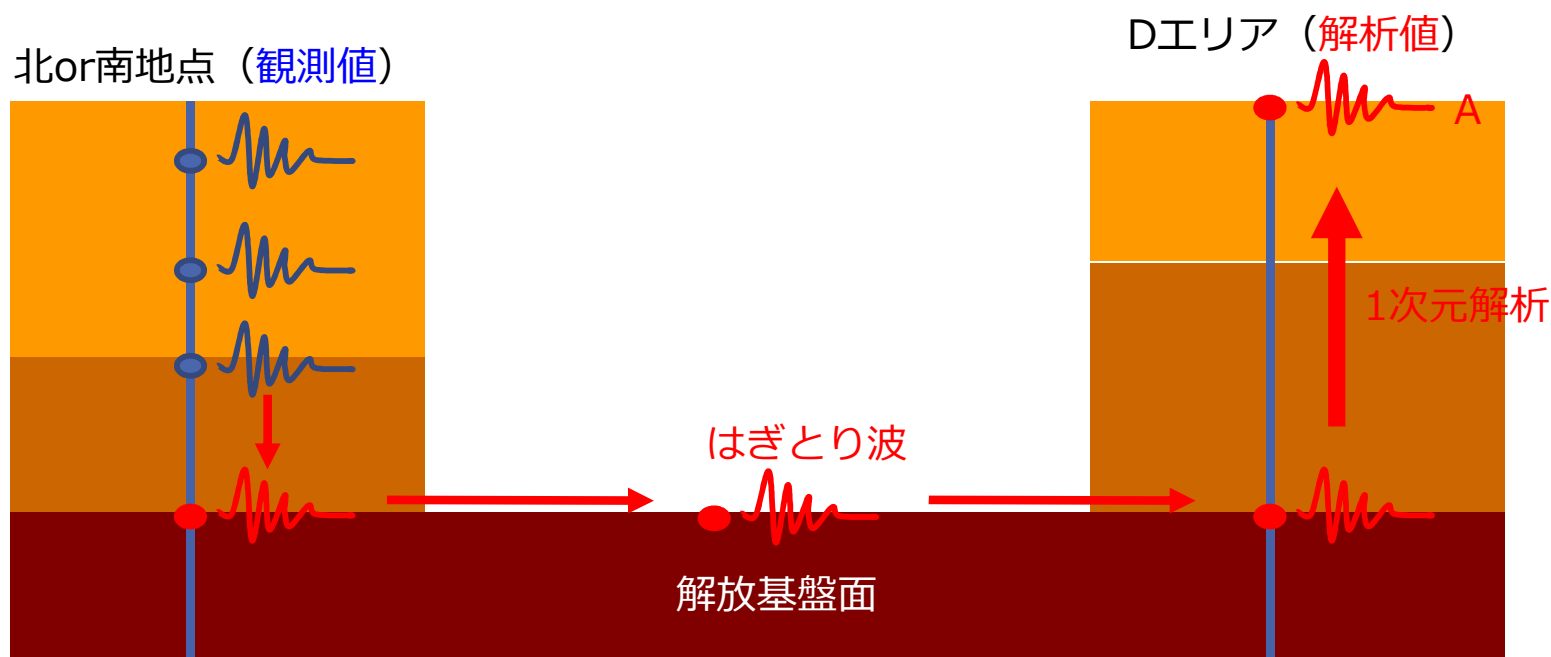 北or南地点（観測値）
Dエリア（解析値）
A
1次元解析
はぎとり波
解放基盤面